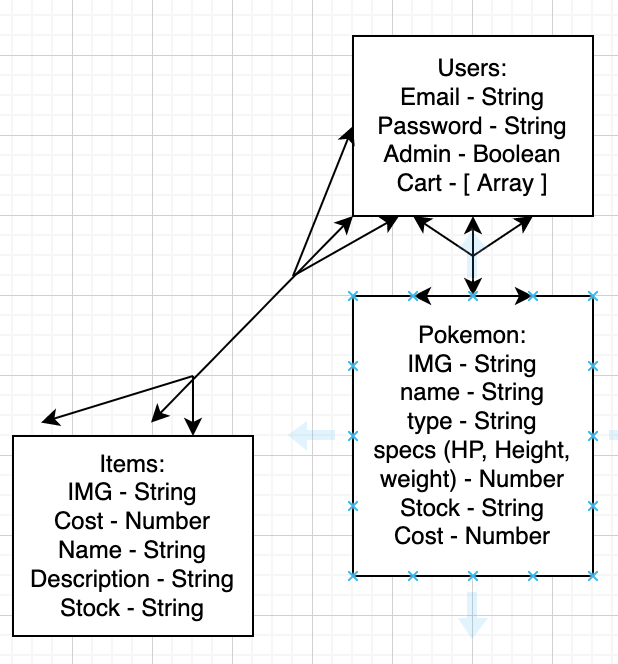 Users:
Email - String
Password - String
Admin - Boolean
Cart - [ Array ]
Pokemon:
IMG - String
name - String
type - String
specs (HP, Height,
weight) - Number
Stock - String
Cost - Number
Items:
IMG - String
Cost - Number
Name - String
Description - String
Stock - String